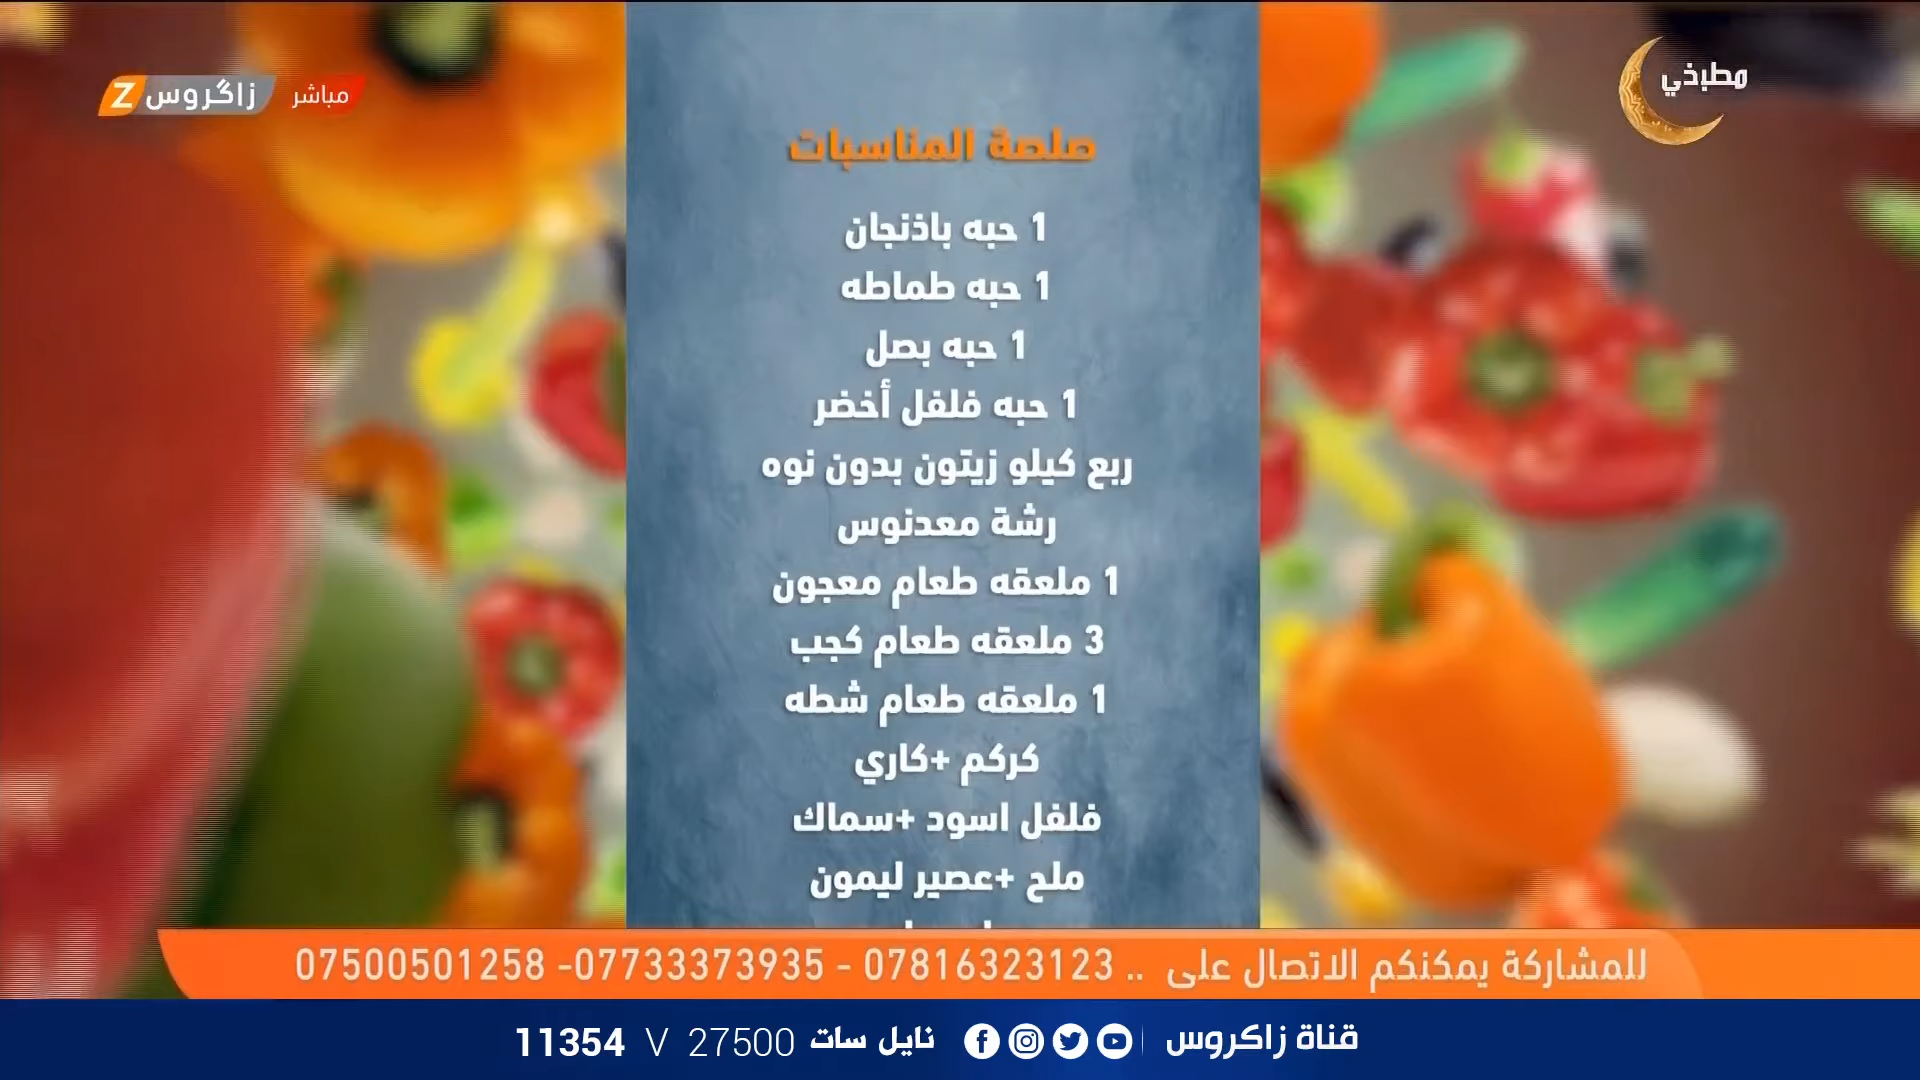 زاگروس Z
مباشر
مطبخي
صلصة المناسبات
1 حبه باذنجان
1 حبه طماطه
1 حبه بصل
1 حبه فلفل أخضر
ربع كيلو زيتون بدون نوه
رشة معدنوس
1 ملعقه طعام معجون
3 ملعقه طعام كجب
1 ملعقه طعام شطه
كركم +كاري
فلفل اسود +سماك
ملح +عصير ليمون
للمشاركة يمكنكم الاتصال على .. 07816323123 - 07733373935- 07500501258
قناة زاكروس نايل سات 27500 V 11354